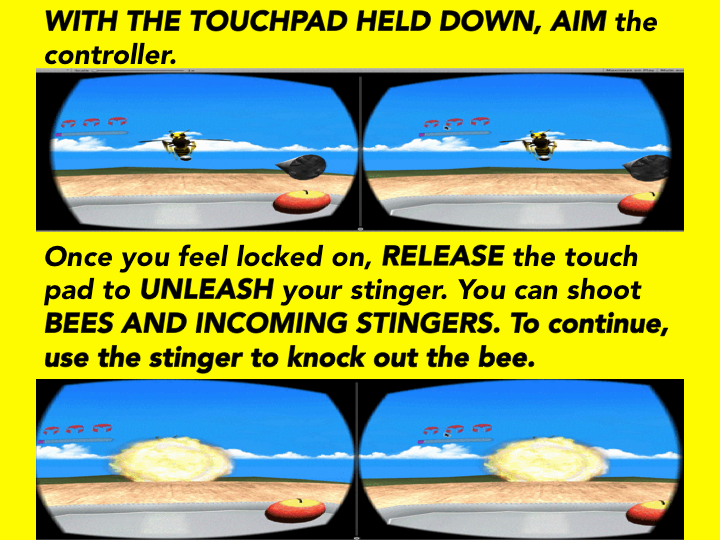 WITH THE TOUCHPAD HELD DOWN, AIM the
controller.
Once you feel locked on, RELEASE the touch
pad to UNLEASH your stinger. You can shoot
BEES AND INCOMING STINGERS. To continue,
use the stinger to knock out the bee.